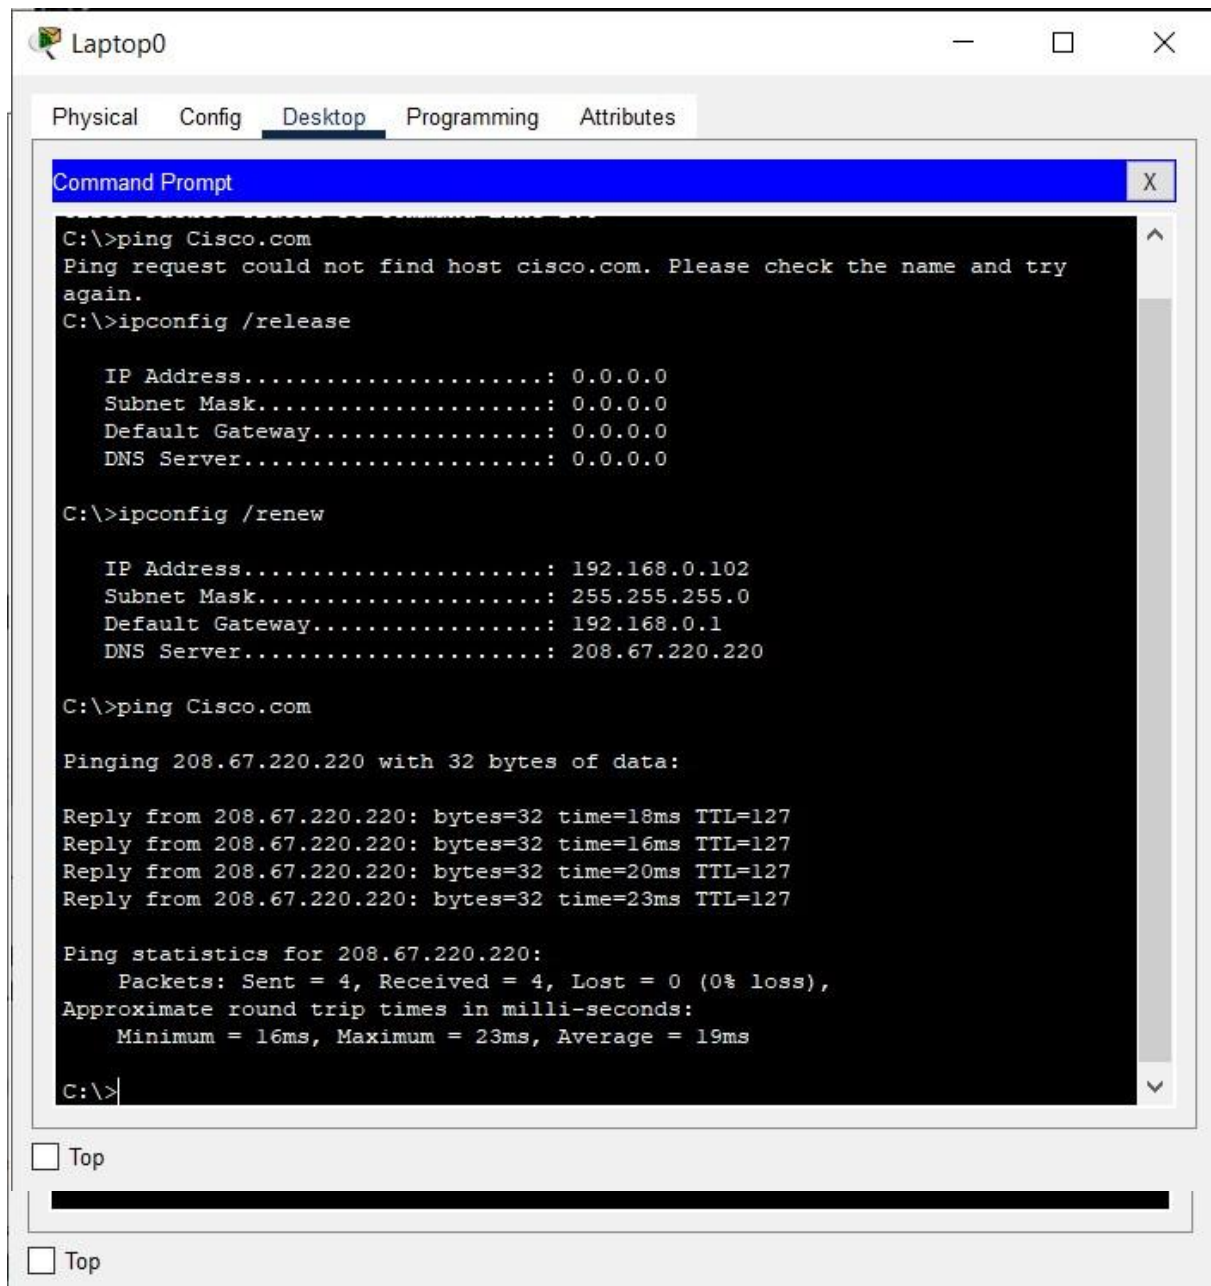 Laptop0
Physical Config Desktop Programming Attributes
Command Prompt X
C:\>ping Cisco.com
Ping request could not find host cisco.com. Please check the name and try
again.
C:\>ipconfig /release
IP Address......................: 0.0.0.0
Subnet Mask.....................: 0.0.0.0
Default Gateway.................: 0.0.0.0
DNS Server......................: 0.0.0.0
C:\>ipconfig /renew
IP Address......................: 192.168.0.102
Subnet Mask.....................: 255.255.255.0
Default Gateway.................: 192.168.0.1
DNS Server......................: 208.67.220.220
C:\>ping Cisco.com
Pinging 208.67.220.220 with 32 bytes of data:
Reply from 208.67.220.220: bytes=32 time=18ms TTL=127
Reply from 208.67.220.220: bytes=32 time=16ms TTL=127
Reply from 208.67.220.220: bytes=32 time=20ms TTL=127
Reply from 208.67.220.220: bytes=32 time=23ms TTL=127
Ping statistics for 208.67.220.220:
Packets: Sent = 4, Received = 4, Lost = 0 (0% loss),
Approximate round trip times in milli-seconds:
Minimum = 16ms, Maximum = 23ms, Average = 19ms
C:\>
Top
Top